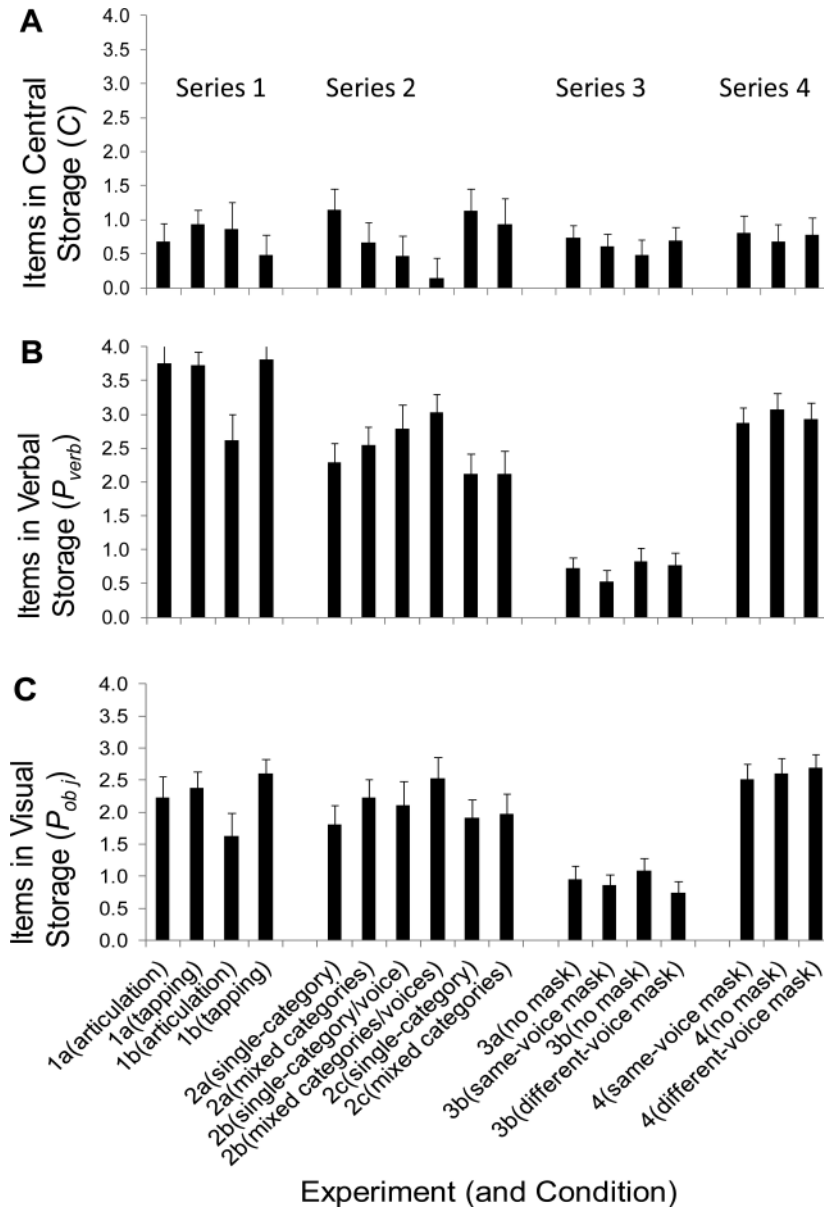 A
Items in Central
Storage (C)
4.0
3.5
3.0
2.5
2.0
1.5
1.0
0.5
0.0
Series 1
Series 2
Series 3
Series 4
B
Items in Verbal
Storage (Pverb)
4.0
3.5
3.0
2.5
2.0
1.5
1.0
0.5
0.0
C
Items in Visual
Storage (Pob j)
4.0
3.5
3.0
2.5
2.0
1.5
1.0
0.5
0.0
1a(articulation)
1a(tapping)
1b(articulation)
1b(tapping)
2a(single-category)
2a(mixed categories)
2b(single-category/voice)
2b(mixed categories/voices)
2c(single-category)
2c(mixed categories)
3a(no mask)
3b(same-voice mask)
3b(no mask)
3b(different-voice mask)
4(same-voice mask)
4(no mask)
4(different-voice mask)
Experiment (and Condition)